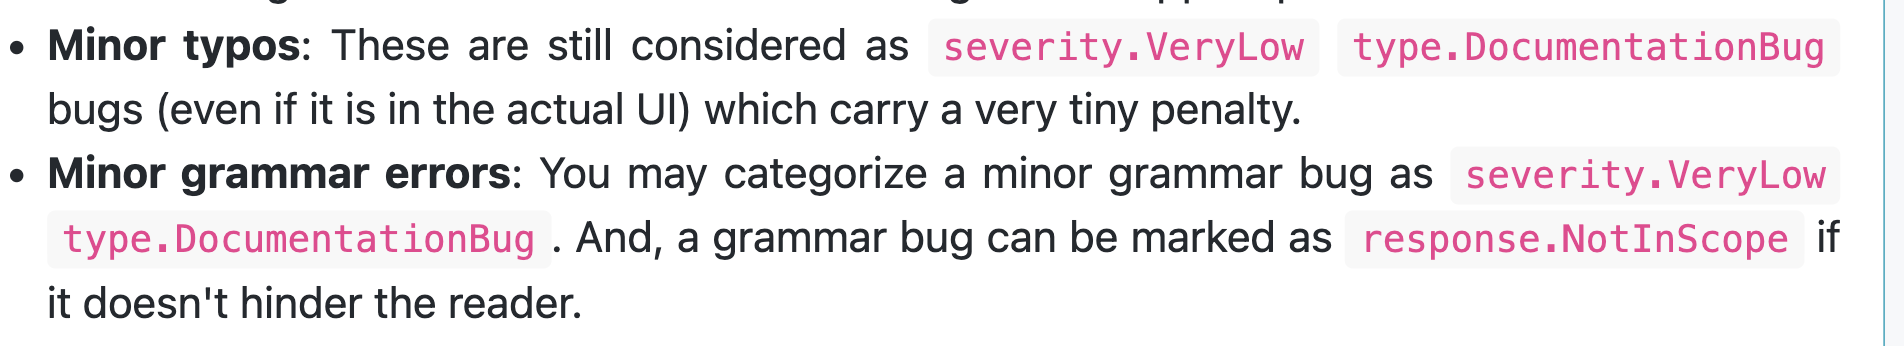 • Minor typos: These are still considered as severity.VeryLow type.DocumentationBug
bugs (even if it is in the actual UI) which carry a very tiny penalty.
• Minor grammar errors: You may categorize a minor grammar bug as severity.VeryLow
type.DocumentationBug . And, a grammar bug can be marked as response.NotInScope if
it doesn't hinder the reader.